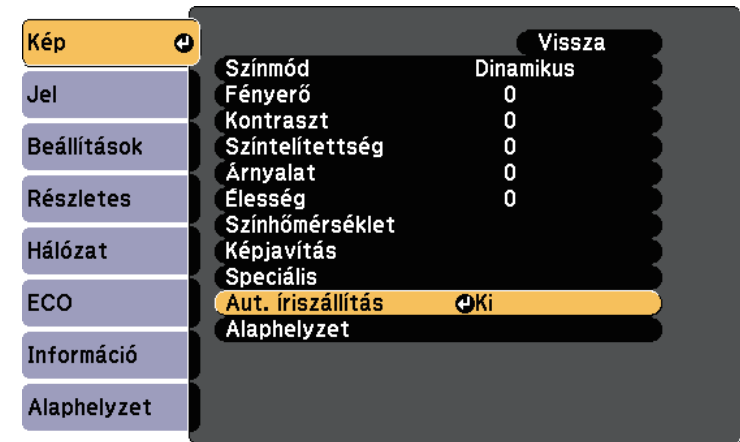 Kép
Jel
Beállítások
Részletes
Hálózat
ECO
Információ
Alaphelyzet
Vissza
Színmód Dinamikus
Fényerő 0
Kontraszt 0
Színtelítettség 0
Árnyalat 0
Élesség 0
Színhőmérséklet
Képjavítás
Speciális
Aut. íriszállítás Ki
Alaphelyzet